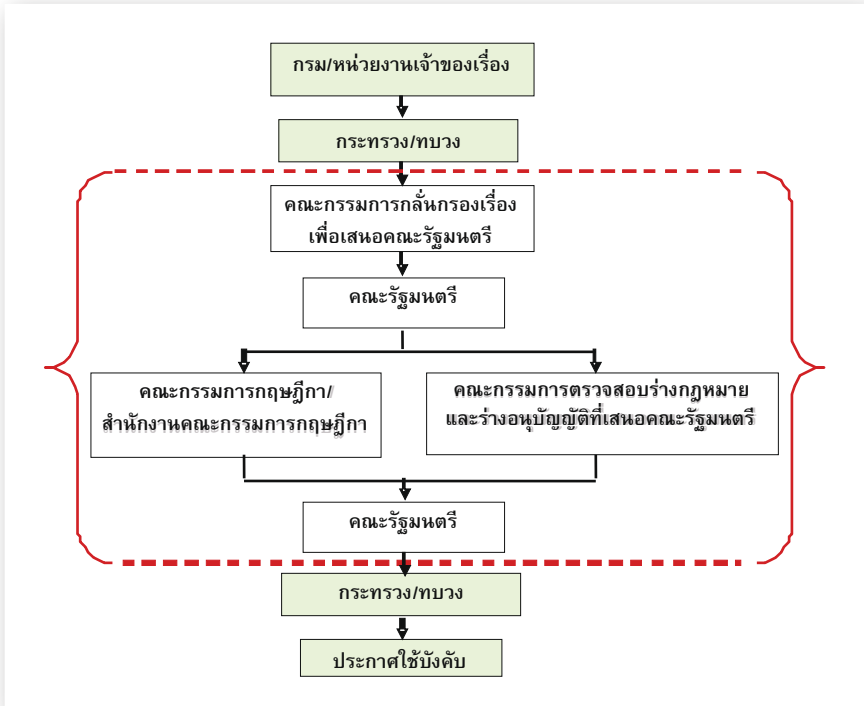 กรม/หน่วยงานเจ้าของเรื่อง
กระทรวง/ทบวง
คณะกรรมการกลั่นกรองเรื่อง
เพื่อเสนอคณะรัฐมนตรี
คณะรัฐมนตรี
คณะกรรมการกฤษฎีกา/
สำนักงานคณะกรรมการกฤษฎีกา
คณะกรรมการตรวจสอบร่างกฎหมาย
และร่างอนุบัญญัติที่เสนอคณะรัฐมนตรี
คณะรัฐมนตรี
กระทรวง/ทบวง
ประกาศใช้บังคับ